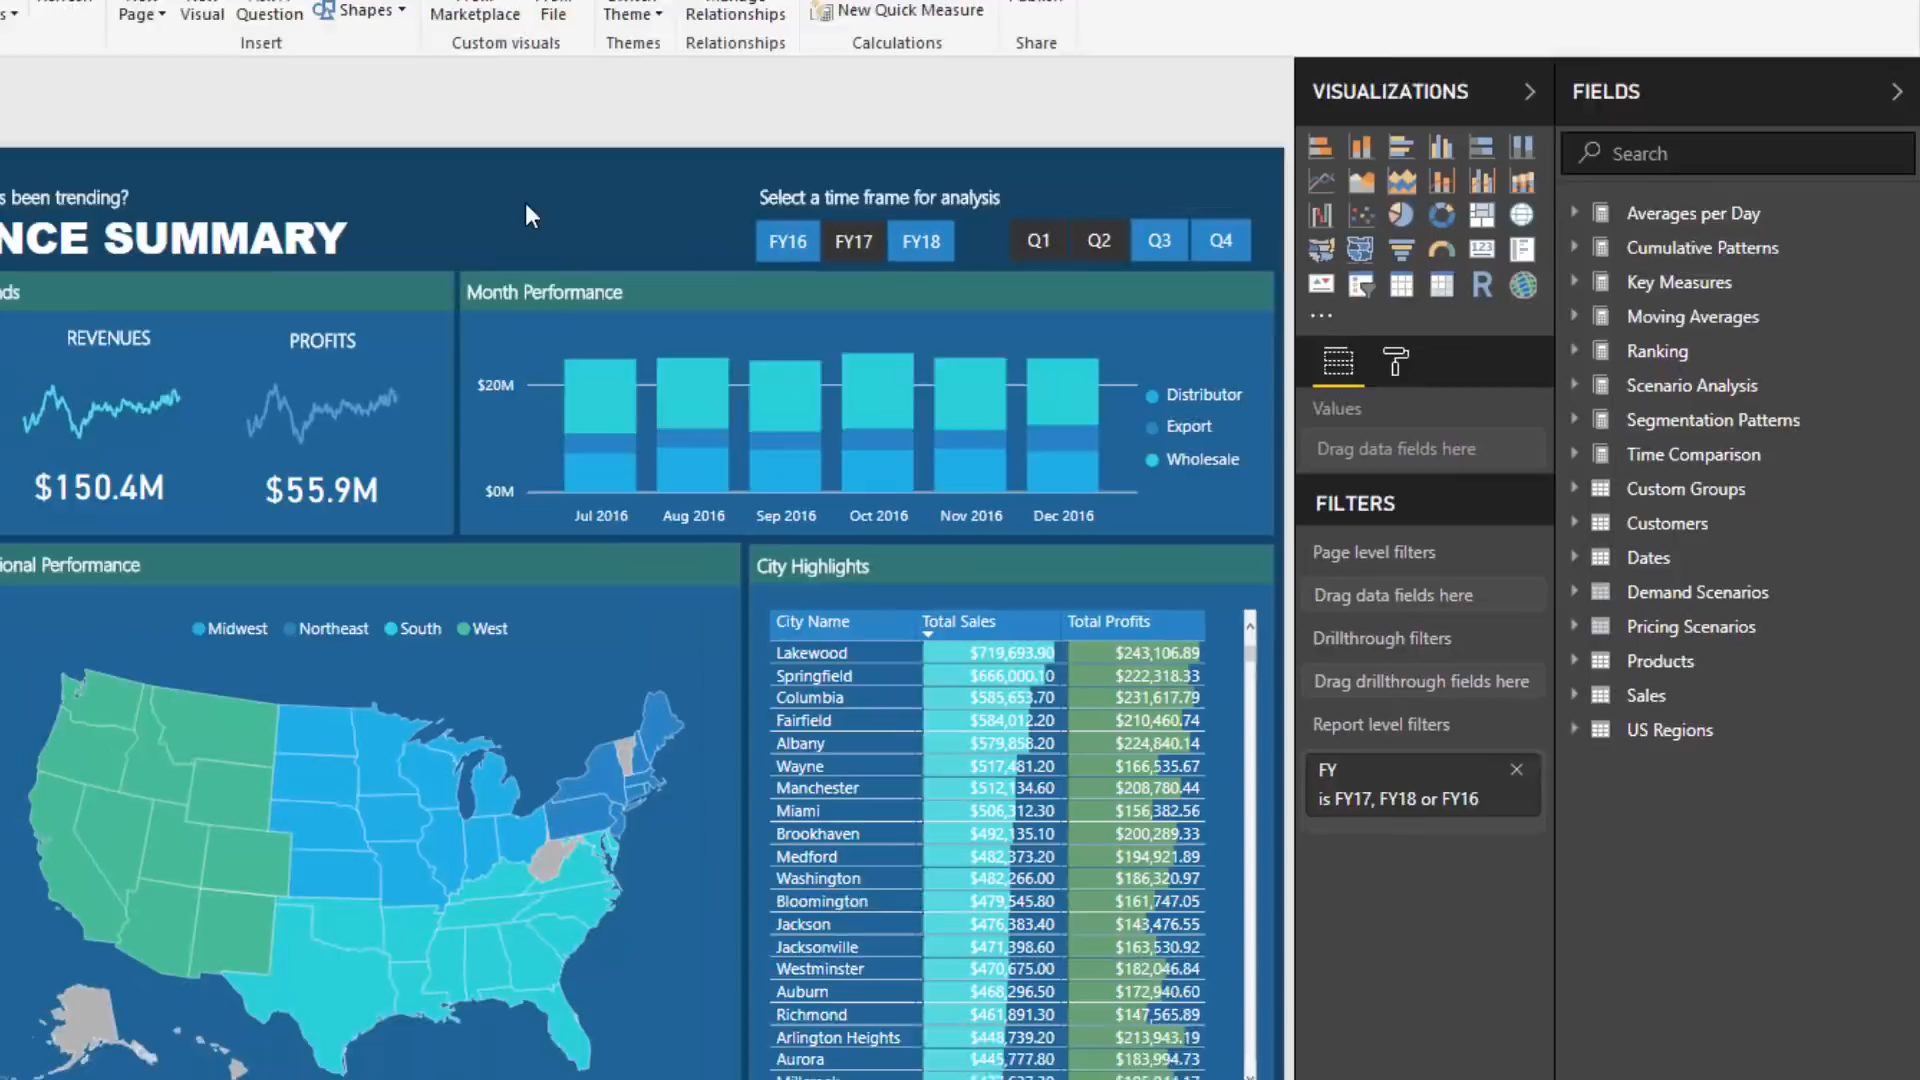 New
Page
New
Visual
Ask A
Question
Shapes
From
Marketplace
From
File
Switch
Theme
Manage
Relationships
New Quick Measure
Publish
Insert
Custom visuals
Themes
Relationships
Calculations
Share
s been trending?
NCE SUMMARY
Select a time frame for analysis
FY16
FY17
FY18
Q1
Q2
Q3
Q4
nds
REVENUES
PROFITS
$150.4M
$55.9M
Month Performance
$20M
$0M
Jul 2016
Aug 2016
Sep 2016
Oct 2016
Nov 2016
Dec 2016
Distributor
Export
Wholesale
ional Performance
Midwest
Northeast
South
West
City Highlights
City Name Total Sales Total Profits
Lakewood $719,693.90 $243,106.89
Springfield $666,000.10 $222,318.33
Columbia $585,653.70 $231,617.79
Fairfield $584,012.20 $210,460.74
Albany $579,858.20 $224,840.14
Wayne $517,481.20 $166,535.67
Manchester $512,134.60 $208,780.44
Miami $506,312.30 $156,382.56
Brookhaven $492,135.10 $200,289.33
Medford $482,373.20 $194,921.89
Washington $482,266.00 $186,320.97
Bloomington $479,545.80 $161,747.05
Jackson $476,383.40 $143,476.55
Jacksonville $471,398.60 $163,530.92
Westminster $470,675.00 $182,046.84
Auburn $468,296.50 $172,940.60
Richmond $461,891.30 $147,565.89
Arlington Heights $448,739.20 $213,943.19
Aurora $445,777.80 $183,994.73
VISUALIZATIONS
123
R
Values
Drag data fields here
FILTERS
Page level filters
Drag data fields here
Drillthrough filters
Drag drillthrough fields here
Report level filters
FY
is FY17, FY18 or FY16
FIELDS
Search
Averages per Day
Cumulative Patterns
Key Measures
Moving Averages
Ranking
Scenario Analysis
Segmentation Patterns
Time Comparison
Custom Groups
Customers
Dates
Demand Scenarios
Pricing Scenarios
Products
Sales
US Regions